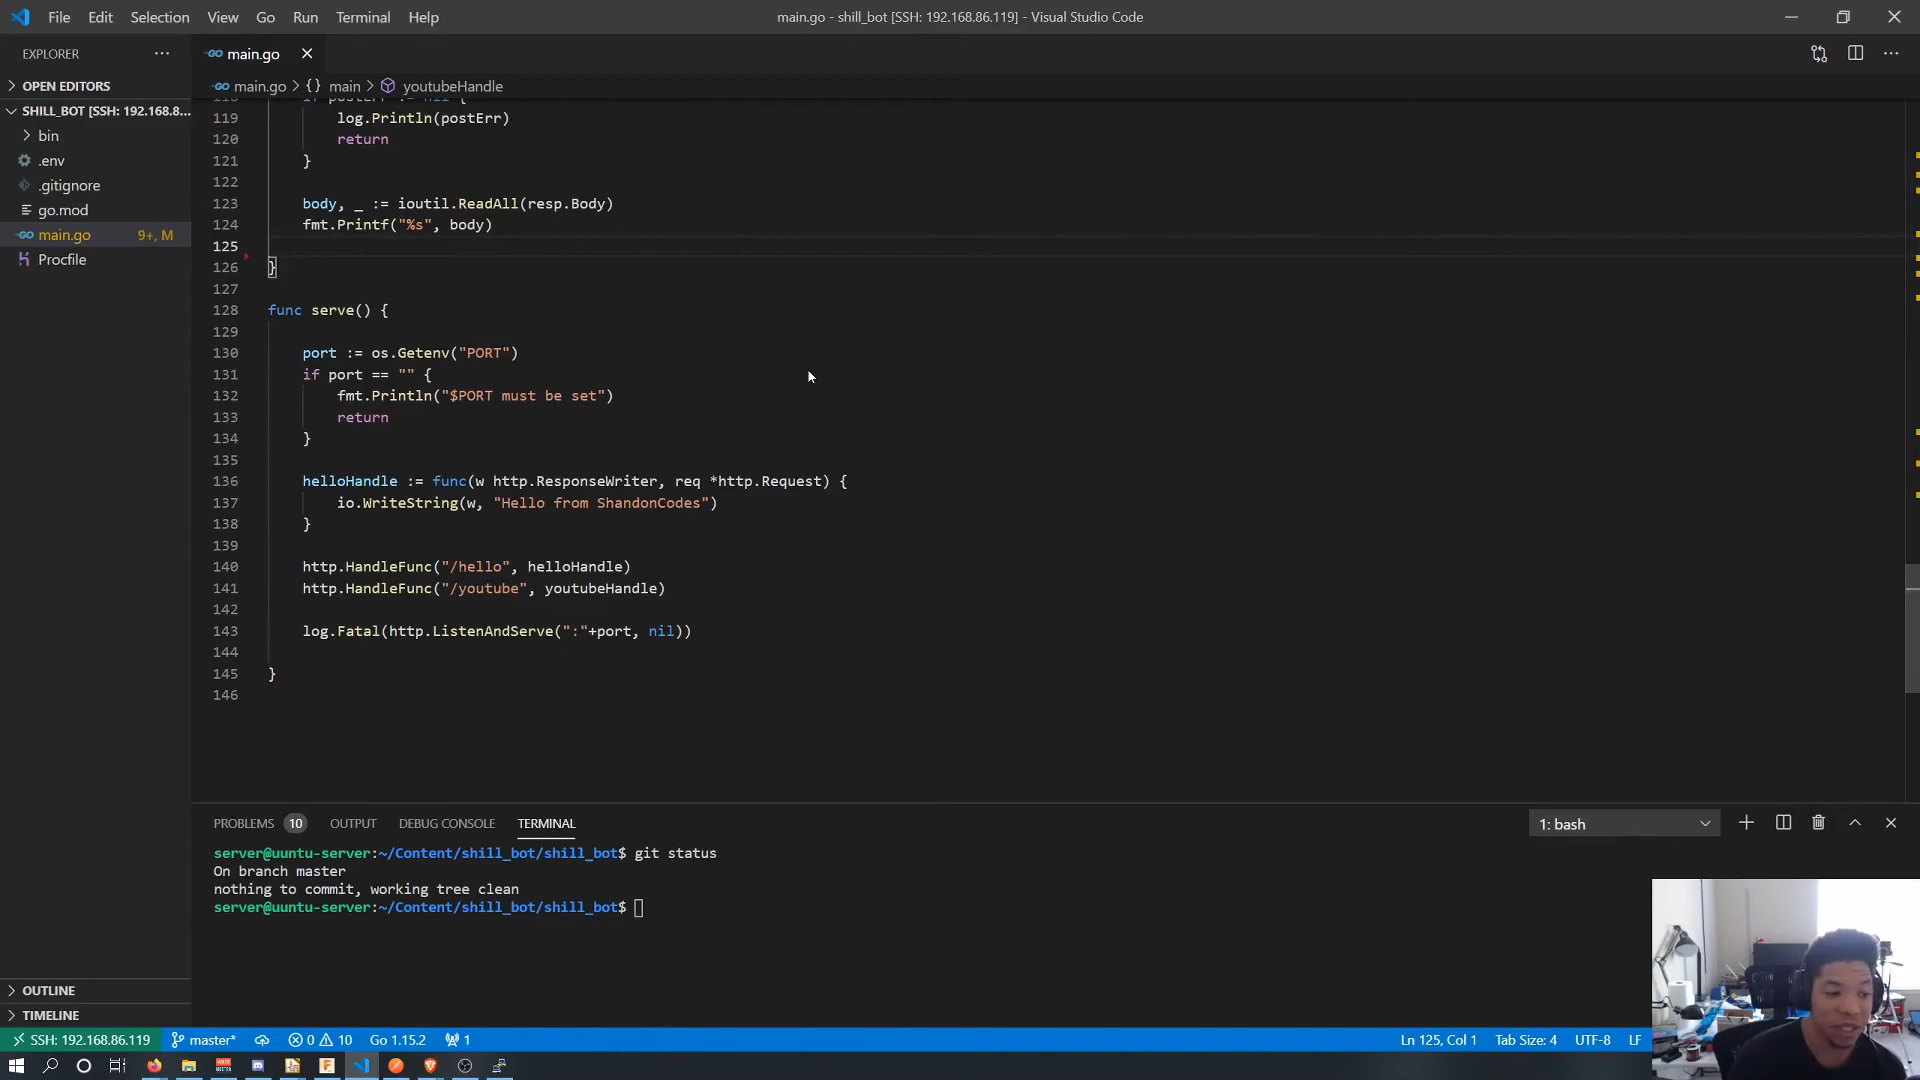 File Edit Selection View Go Run Terminal Help
main.go - shill_bot [SSH: 192.168.86.119] - Visual Studio Code
EXPLORER
main.go
OPEN EDITORS
main.go > {} main > youtubeHandle
SHILL_BOT [SSH: 192.168.8...
bin
.env
.gitignore
go.mod
main.go 9+, M
Procfile
119 log.Println(postErr)
120 return
121 }
122
123 body, _ := ioutil.ReadAll(resp.Body)
124 fmt.Printf("%s", body)
125
126 }
127
128 func serve() {
129
130 port := os.Getenv("PORT")
131 if port == "" {
132 fmt.Println("$PORT must be set")
133 return
134 }
135
136 helloHandle := func(w http.ResponseWriter, req *http.Request) {
137 io.WriteString(w, "Hello from ShandonCodes")
138 }
139
140 http.HandleFunc("/hello", helloHandle)
141 http.HandleFunc("/youtube", youtubeHandle)
142
143 log.Fatal(http.ListenAndServe(":"+port, nil))
144
145 }
146
PROBLEMS 10 OUTPUT DEBUG CONSOLE TERMINAL
1: bash
server@uuntu-server:~/Content/shill_bot/shill_bot$ git status
On branch master
nothing to commit, working tree clean
server@uuntu-server:~/Content/shill_bot/shill_bot$
OUTLINE
TIMELINE
SSH: 192.168.86.119 master* 0 10 Go 1.15.2 1
Ln 125, Col 1 Tab Size: 4 UTF-8 LF